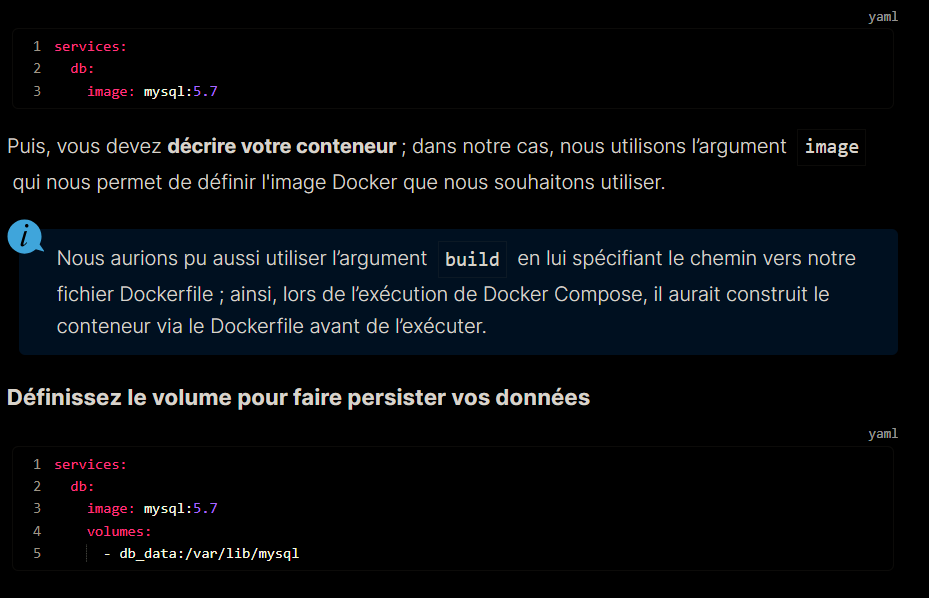 yaml
1 services:
2   db:
3     image: mysql:5.7
Puis, vous devez décrire votre conteneur ; dans notre cas, nous utilisons l’argument image
qui nous permet de définir l'image Docker que nous souhaitons utiliser.
i
Nous aurions pu aussi utiliser l’argument build en lui spécifiant le chemin vers notre
fichier Dockerfile ; ainsi, lors de l’exécution de Docker Compose, il aurait construit le
conteneur via le Dockerfile avant de l’exécuter.
Définissez le volume pour faire persister vos données
yaml
1 services:
2   db:
3     image: mysql:5.7
4     volumes:
5       - db_data:/var/lib/mysql